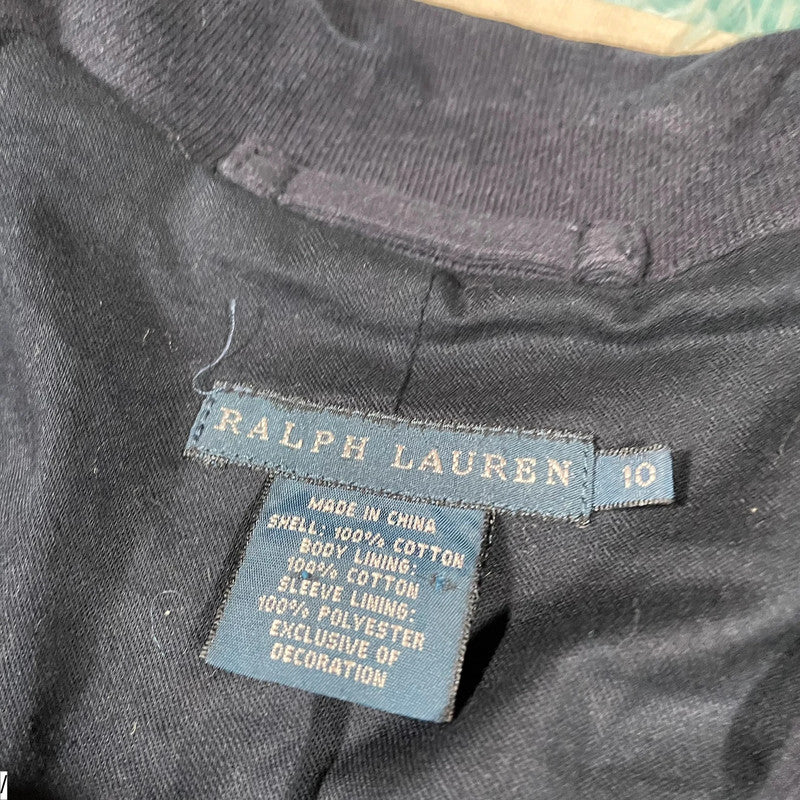 RALPH LAUREN
10
MADE IN CHINA
SHELL: 100% COTTON
BODY LINING:
100% COTTON
SLEEVE LINING:
100% POLYESTER
EXCLUSIVE OF
DECORATION